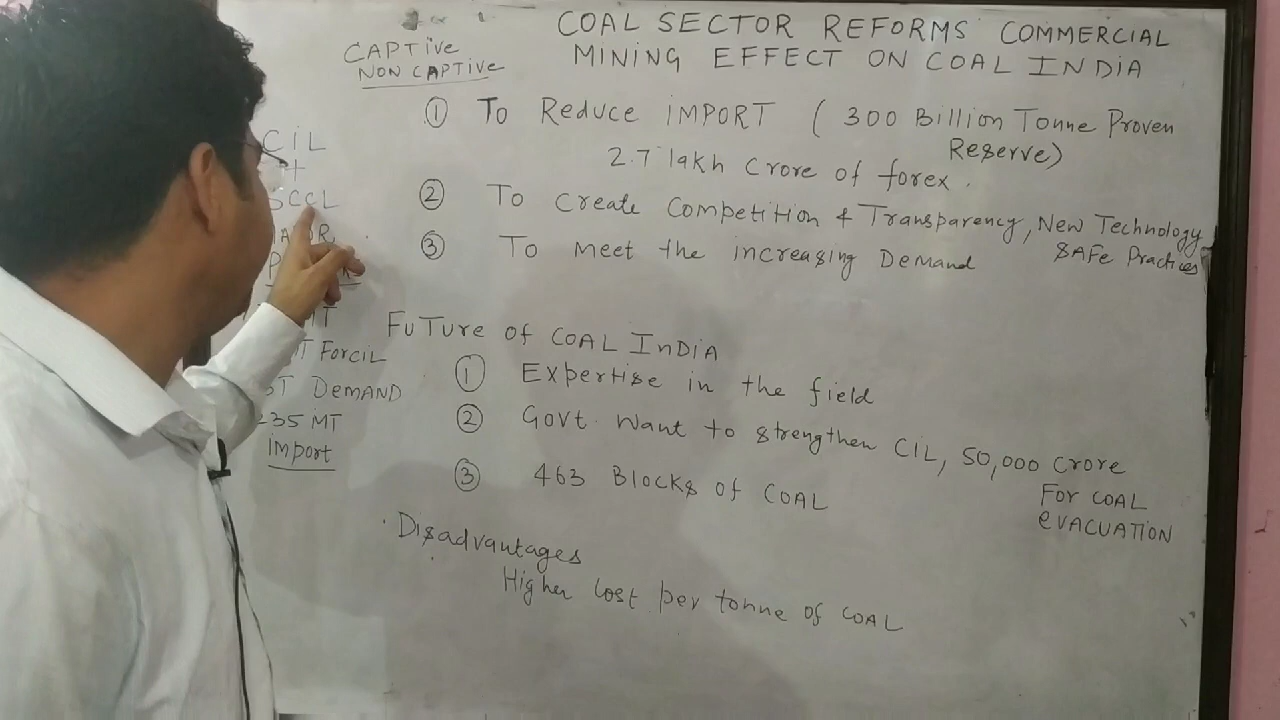 COAL SECTOR REFORMS COMMERCIAL
MINING EFFECT ON COAL INDIA
CAPTIVE
NON CAPTIVE
① To Reduce IMPORT ( 300 Billion Tonne Proven
Reserve)
2.7 lakh Crore of forex.
② To Create Competition & Transparency, New Technology
SAFe Practices
③ To Meet the increasing Demand
CIL
+
SCCL
MT
ForCIL
DEMAND
235 MT
Import
FuTure of COAL INDIA
① Expertise in the field
② Govt. Want to strengthen CIL, 50,000 Crore
For COAL
eVACUATION
③ 463 Blocks of COAL
Disadvantages
Higher Cost per tonne of COAL